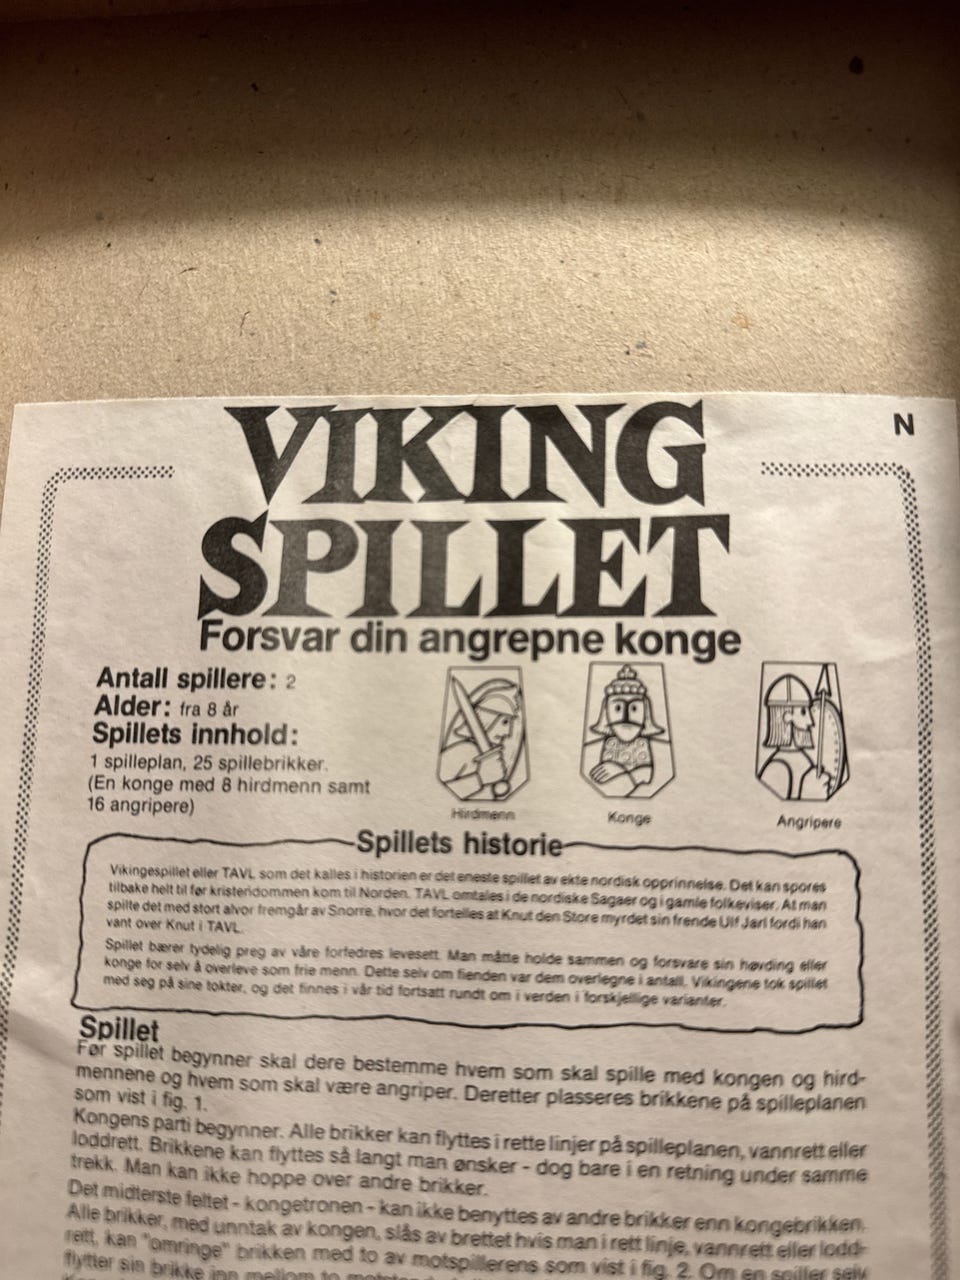 N
VIKING
SPILLET
Forsvar din angrepne konge
Antall spillere: 2
Alder: fra 8 år
Spillets innhold:
1 spilleplan, 25 spillebrikker.
(En konge med 8 hirdmenn samt
16 angripere)
Hirdmenn
Konge
Angripere
Spillets historie
Vikingespillet eller TAVL som det kalles i historien er det eneste spillet av ekte nordisk opprinnelse. Det kan spores
tilbake helt til før kristendommen kom til Norden. TAVL omtales i de nordiske Sagaer og i gamle folkeviser. At man
spilte det med stort alvor fremgår av Snorre, hvor det fortelles at Knut den Store myrdet sin frende Ulf Jarl fordi han
vant over Knut i TAVL.
Spillet bærer tydelig preg av våre forfedres levesett. Man måtte holde sammen og forsvare sin høvding eller
konge for selv å overleve som frie menn. Dette selv om fienden var dem overlegne i antall. Vikingene tok spillet
med seg på sine tokter, og det finnes i vår tid fortsatt rundt om i verden i forskjellige varianter.
Spillet
Før spillet begynner skal dere bestemme hvem som skal spille med kongen og hird-
mennene og hvem som skal være angriper. Deretter plasseres brikkene på spilleplanen
som vist i fig. 1.
Kongens parti begynner. Alle brikker kan flyttes i rette linjer på spilleplanen, vannrett eller
loddrett. Brikkene kan flyttes så langt man ønsker - dog bare i en retning under samme
trekk. Man kan ikke hoppe over andre brikker.
Det midterste feltet - kongetronen - kan ikke benyttes av andre brikker enn kongebrikken.
Alle brikker, med unntak av kongen, slås av brettet hvis man i rett linje, vannrett eller lodd-
rett, kan "omringe" brikken med to av motspillerens som vist i fig. 2. Om en spiller selv
flytter sin brikke inn mellom to